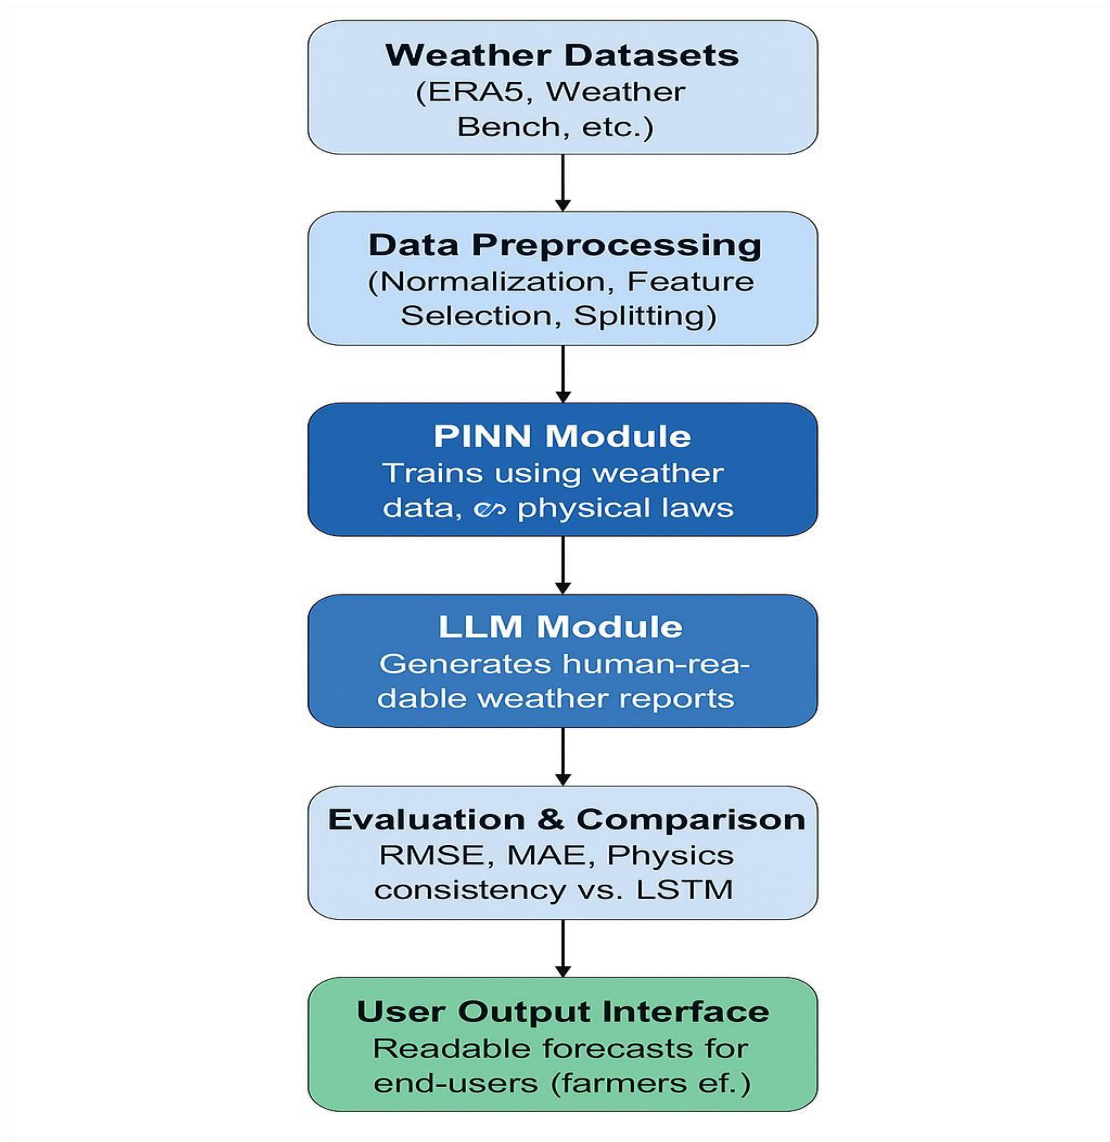 Weather Datasets
(ERA5, Weather
Bench, etc.)
Data Preprocessing
(Normalization, Feature
Selection, Splitting)
PINN Module
Trains using weather
data, physical laws
LLM Module
Generates human-rea-
dable weather reports
Evaluation & Comparison
RMSE, MAE, Physics
consistency vs. LSTM
User Output Interface
Readable forecasts for
end-users (farmers ef.)